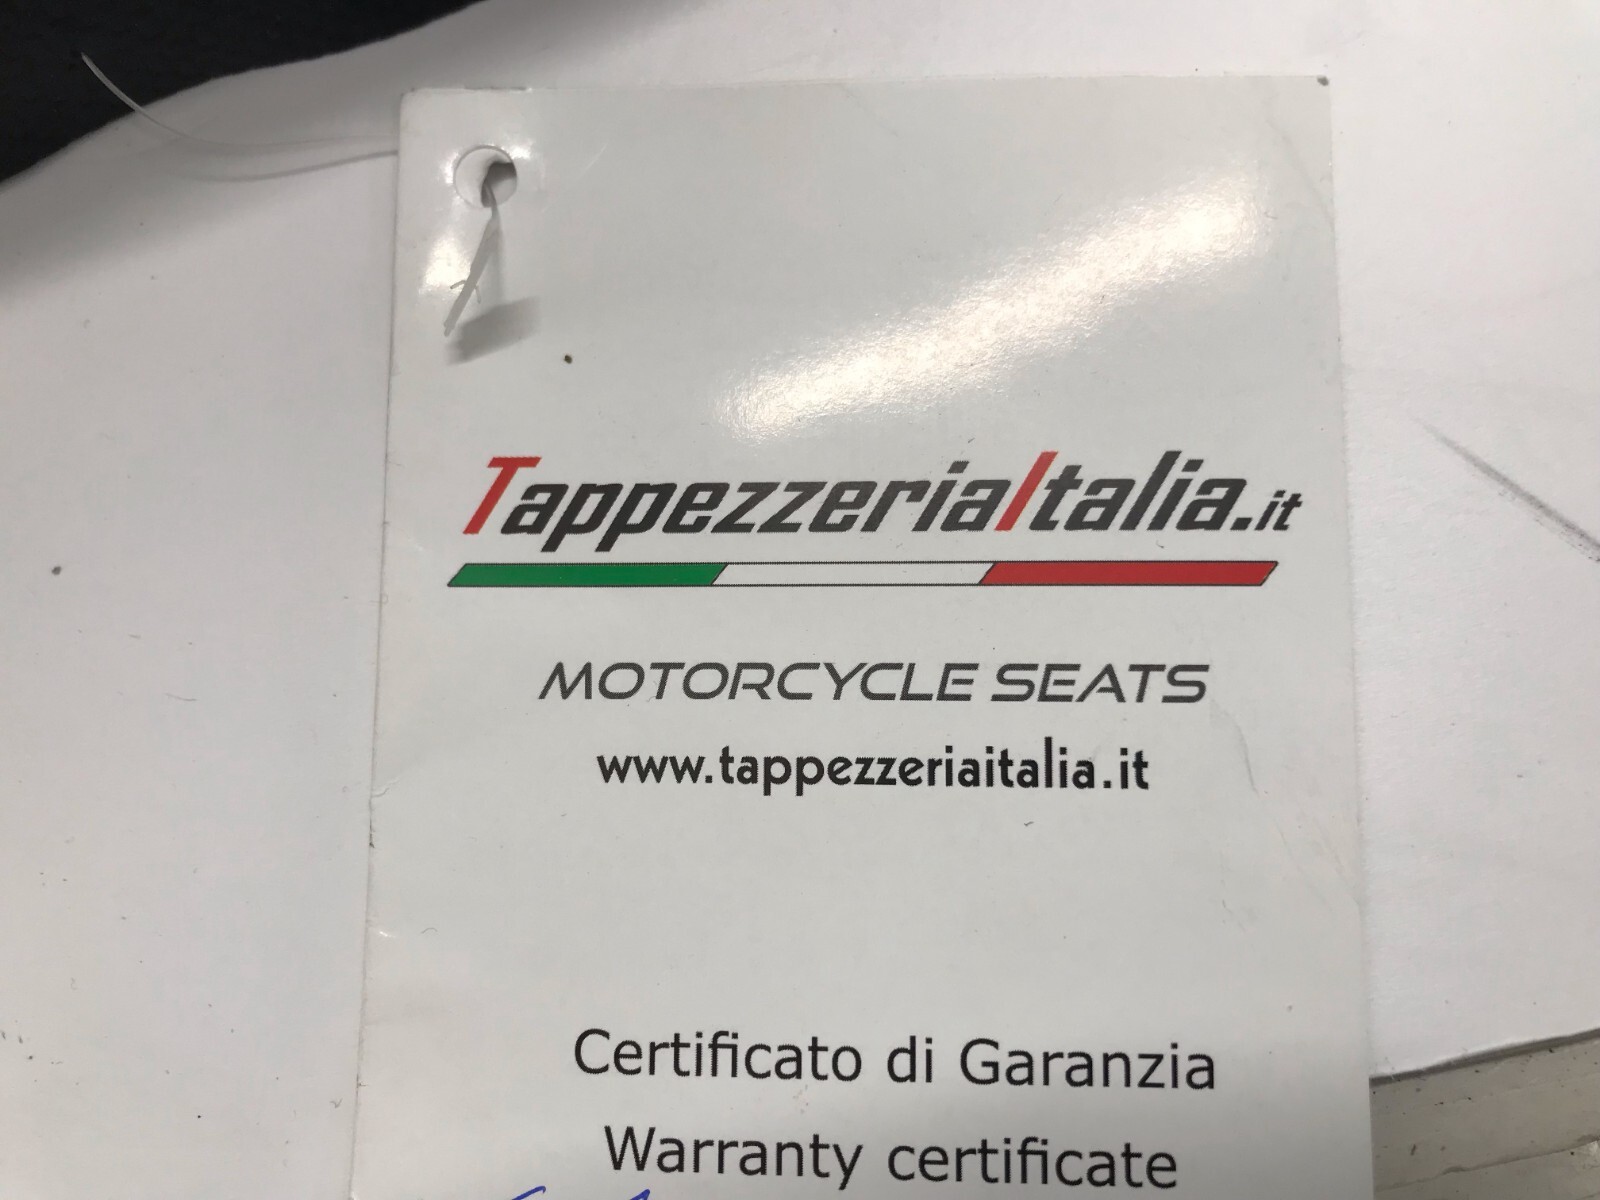 TappezzeriaItalia.it
MOTORCYCLE SEATS
www.tappezzeriaitalia.it
Certificato di Garanzia
Warranty certificate